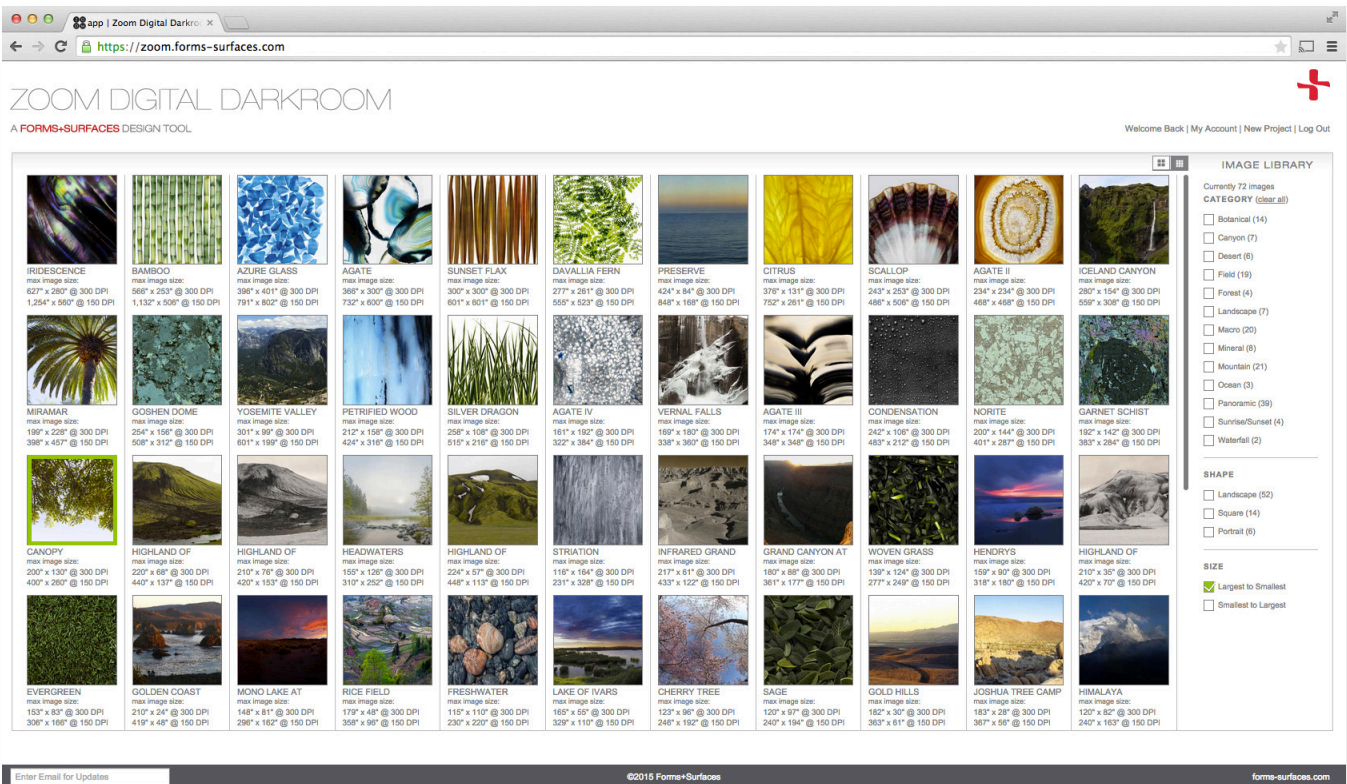 app | Zoom Digital Darkro
https://zoom.forms-surfaces.com
ZOOM DIGITAL DARKROOM
A FORMS+SURFACES DESIGN TOOL
Welcome Back | My Account | New Project | Log Out
IRIDESCENCE
max image size:
627" x 280" @ 300 DPI
1,254" x 560" @ 150 DPI
BAMBOO
max image size:
566" x 253" @ 300 DPI
1,132" x 506" @ 150 DPI
AZURE GLASS
max image size:
396" x 401" @ 300 DPI
791" x 802" @ 150 DPI
AGATE
max image size:
366" x 300" @ 300 DPI
732" x 600" @ 150 DPI
SUNSET FLAX
max image size:
300" x 300" @ 300 DPI
601" x 601" @ 150 DPI
DAVALLIA FERN
max image size:
277" x 261" @ 300 DPI
555" x 523" @ 150 DPI
PRESERVE
max image size:
424" x 84" @ 300 DPI
848" x 168" @ 150 DPI
CITRUS
max image size:
376" x 131" @ 300 DPI
752" x 261" @ 150 DPI
SCALLOP
max image size:
243" x 253" @ 300 DPI
486" x 506" @ 150 DPI
AGATE II
max image size:
234" x 234" @ 300 DPI
468" x 468" @ 150 DPI
ICELAND CANYON
max image size:
280" x 154" @ 300 DPI
559" x 308" @ 150 DPI
MIRAMAR
max image size:
199" x 228" @ 300 DPI
398" x 457" @ 150 DPI
GOSHEN DOME
max image size:
254" x 156" @ 300 DPI
508" x 312" @ 150 DPI
YOSEMITE VALLEY
max image size:
301" x 99" @ 300 DPI
601" x 199" @ 150 DPI
PETRIFIED WOOD
max image size:
212" x 158" @ 300 DPI
424" x 316" @ 150 DPI
SILVER DRAGON
max image size:
258" x 108" @ 300 DPI
515" x 216" @ 150 DPI
AGATE IV
max image size:
161" x 192" @ 300 DPI
322" x 384" @ 150 DPI
VERNAL FALLS
max image size:
169" x 180" @ 300 DPI
338" x 360" @ 150 DPI
AGATE III
max image size:
174" x 174" @ 300 DPI
348" x 348" @ 150 DPI
CONDENSATION
max image size:
242" x 106" @ 300 DPI
483" x 212" @ 150 DPI
NORITE
max image size:
200" x 144" @ 300 DPI
401" x 287" @ 150 DPI
GARNET SCHIST
max image size:
192" x 142" @ 300 DPI
383" x 284" @ 150 DPI
CANOPY
max image size:
200" x 130" @ 300 DPI
400" x 260" @ 150 DPI
HIGHLAND OF
max image size:
220" x 68" @ 300 DPI
440" x 137" @ 150 DPI
HIGHLAND OF
max image size:
210" x 76" @ 300 DPI
420" x 153" @ 150 DPI
HEADWATERS
max image size:
155" x 126" @ 300 DPI
310" x 252" @ 150 DPI
HIGHLAND OF
max image size:
224" x 57" @ 300 DPI
448" x 113" @ 150 DPI
STRIATION
max image size:
116" x 164" @ 300 DPI
231" x 328" @ 150 DPI
INFRARED GRAND
max image size:
217" x 61" @ 300 DPI
433" x 122" @ 150 DPI
GRAND CANYON AT
max image size:
180" x 88" @ 300 DPI
361" x 177" @ 150 DPI
WOVEN GRASS
max image size:
139" x 124" @ 300 DPI
277" x 249" @ 150 DPI
HENDRYS
max image size:
159" x 90" @ 300 DPI
318" x 180" @ 150 DPI
HIGHLAND OF
max image size:
210" x 35" @ 300 DPI
420" x 70" @ 150 DPI
EVERGREEN
max image size:
153" x 83" @ 300 DPI
306" x 166" @ 150 DPI
GOLDEN COAST
max image size:
210" x 24" @ 300 DPI
419" x 48" @ 150 DPI
MONO LAKE AT
max image size:
148" x 81" @ 300 DPI
296" x 162" @ 150 DPI
RICE FIELD
max image size:
179" x 48" @ 300 DPI
358" x 96" @ 150 DPI
FRESHWATER
max image size:
115" x 110" @ 300 DPI
230" x 220" @ 150 DPI
LAKE OF IVARS
max image size:
165" x 55" @ 300 DPI
329" x 110" @ 150 DPI
CHERRY TREE
max image size:
123" x 96" @ 300 DPI
246" x 192" @ 150 DPI
SAGE
max image size:
120" x 97" @ 300 DPI
240" x 194" @ 150 DPI
GOLD HILLS
max image size:
182" x 30" @ 300 DPI
363" x 61" @ 150 DPI
JOSHUA TREE CAMP
max image size:
183" x 28" @ 300 DPI
367" x 58" @ 150 DPI
HIMALAYA
max image size:
120" x 82" @ 300 DPI
240" x 163" @ 150 DPI
IMAGE LIBRARY
Currently 72 images
CATEGORY (clear all)
Botanical (14)
Canyon (7)
Desert (6)
Field (19)
Forest (4)
Landscape (7)
Macro (20)
Mineral (8)
Mountain (21)
Ocean (3)
Panoramic (39)
Sunrise/Sunset (4)
Waterfall (2)
SHAPE
Landscape (52)
Square (14)
Portrait (6)
SIZE
Largest to Smallest
Smallest to Largest
Enter Email for Updates
©2015 Forms+Surfaces
forms-surfaces.com